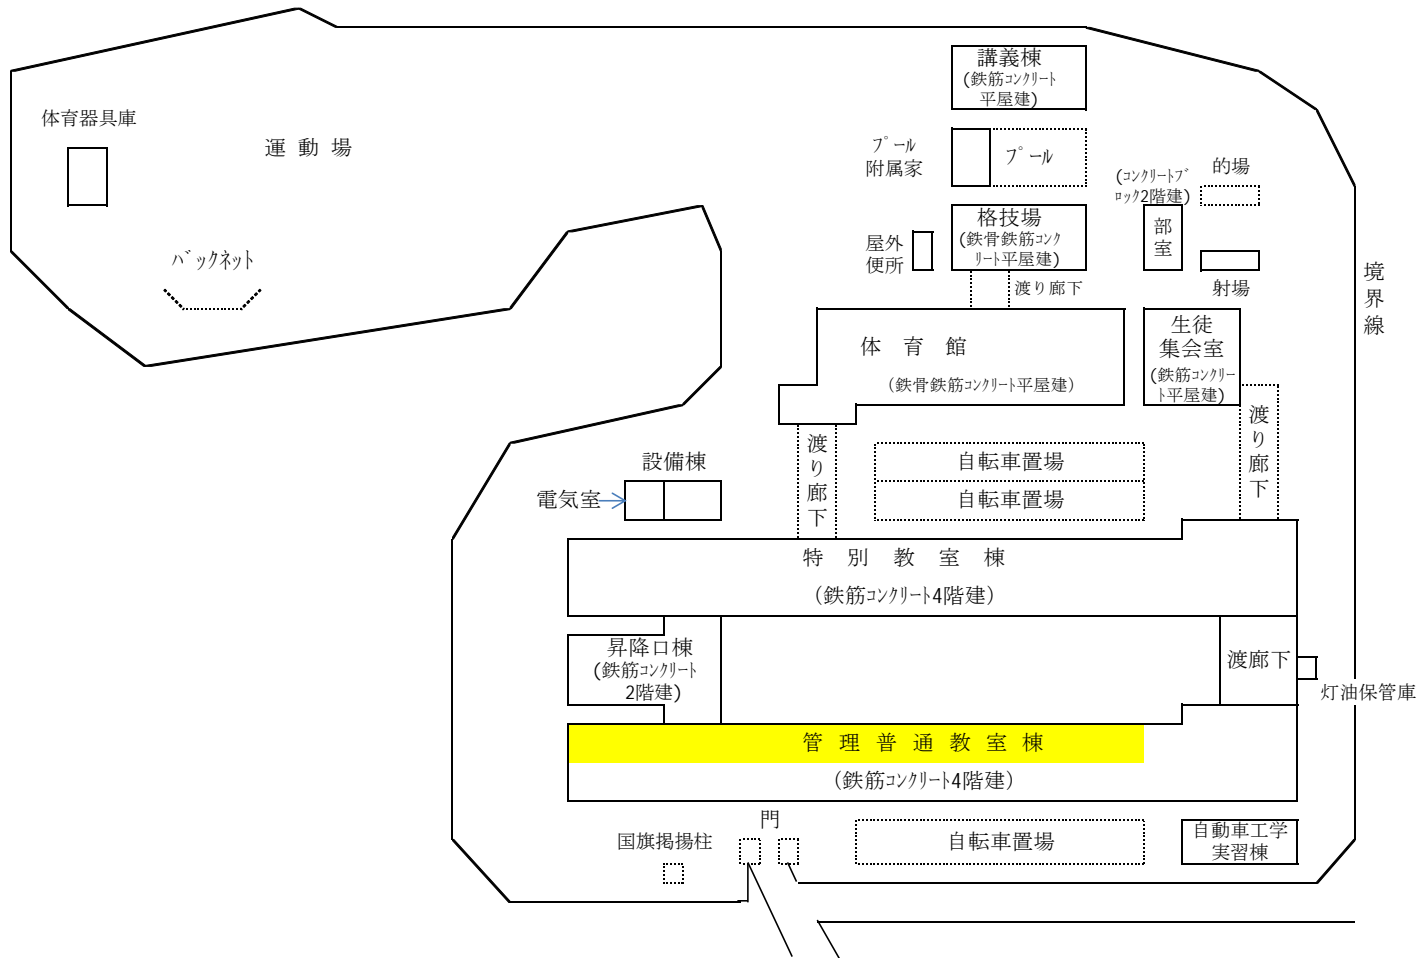 講義棟
(鉄筋ｺﾝｸﾘｰﾄ
平屋建)
体育器具庫
運動場
ﾌﾟｰﾙ
附属家
ﾌﾟｰﾙ
(ｺﾝｸﾘｰﾄﾌﾞ
ﾛｯｸ2階建)
的場
部
室
格技場
(鉄骨鉄筋ｺﾝｸ
ﾘｰﾄ平屋建)
屋外
便所
ﾊﾞｯｸﾈｯﾄ
渡り廊下
射場
境界線
体育館
(鉄骨鉄筋ｺﾝｸﾘｰﾄ平屋建)
生徒
集会室
(鉄筋ｺﾝｸﾘｰ
ﾄ平屋建)
渡り廊下
渡り廊下
設備棟
電気室
自転車置場
自転車置場
特別教室棟
(鉄筋ｺﾝｸﾘｰﾄ4階建)
昇降口棟
(鉄筋ｺﾝｸﾘｰﾄ
2階建)
渡廊下
灯油保管庫
管理普通教室棟
(鉄筋ｺﾝｸﾘｰﾄ4階建)
門
国旗掲揚柱
自転車置場
自動車工学
実習棟